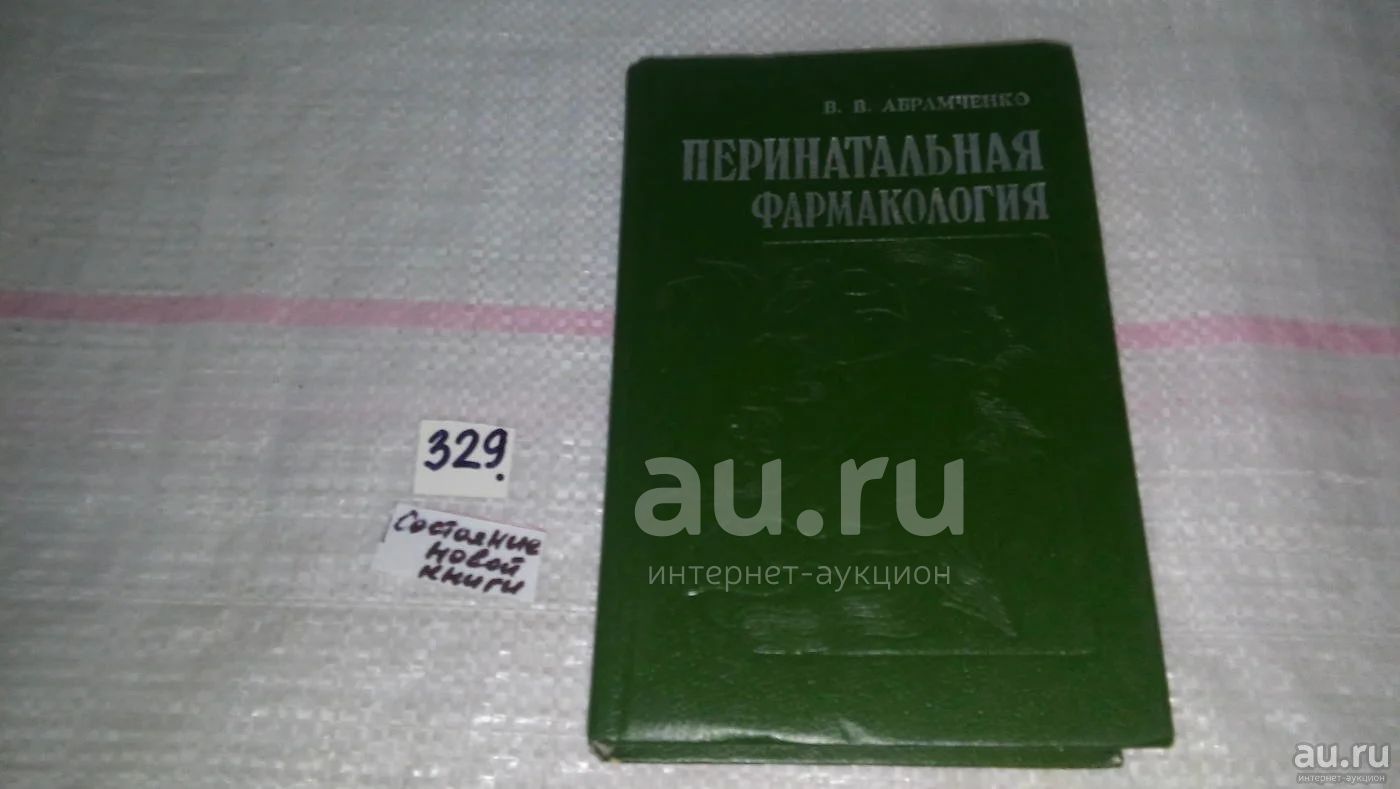 В. В. АБРАМЧЕНКО
ПЕРИНАТАЛЬНАЯ
ФАРМАКОЛОГИЯ
329.
Состояние
новой
книги
au.ru
интернет-аукцион
au.ru
интернет-аукцион